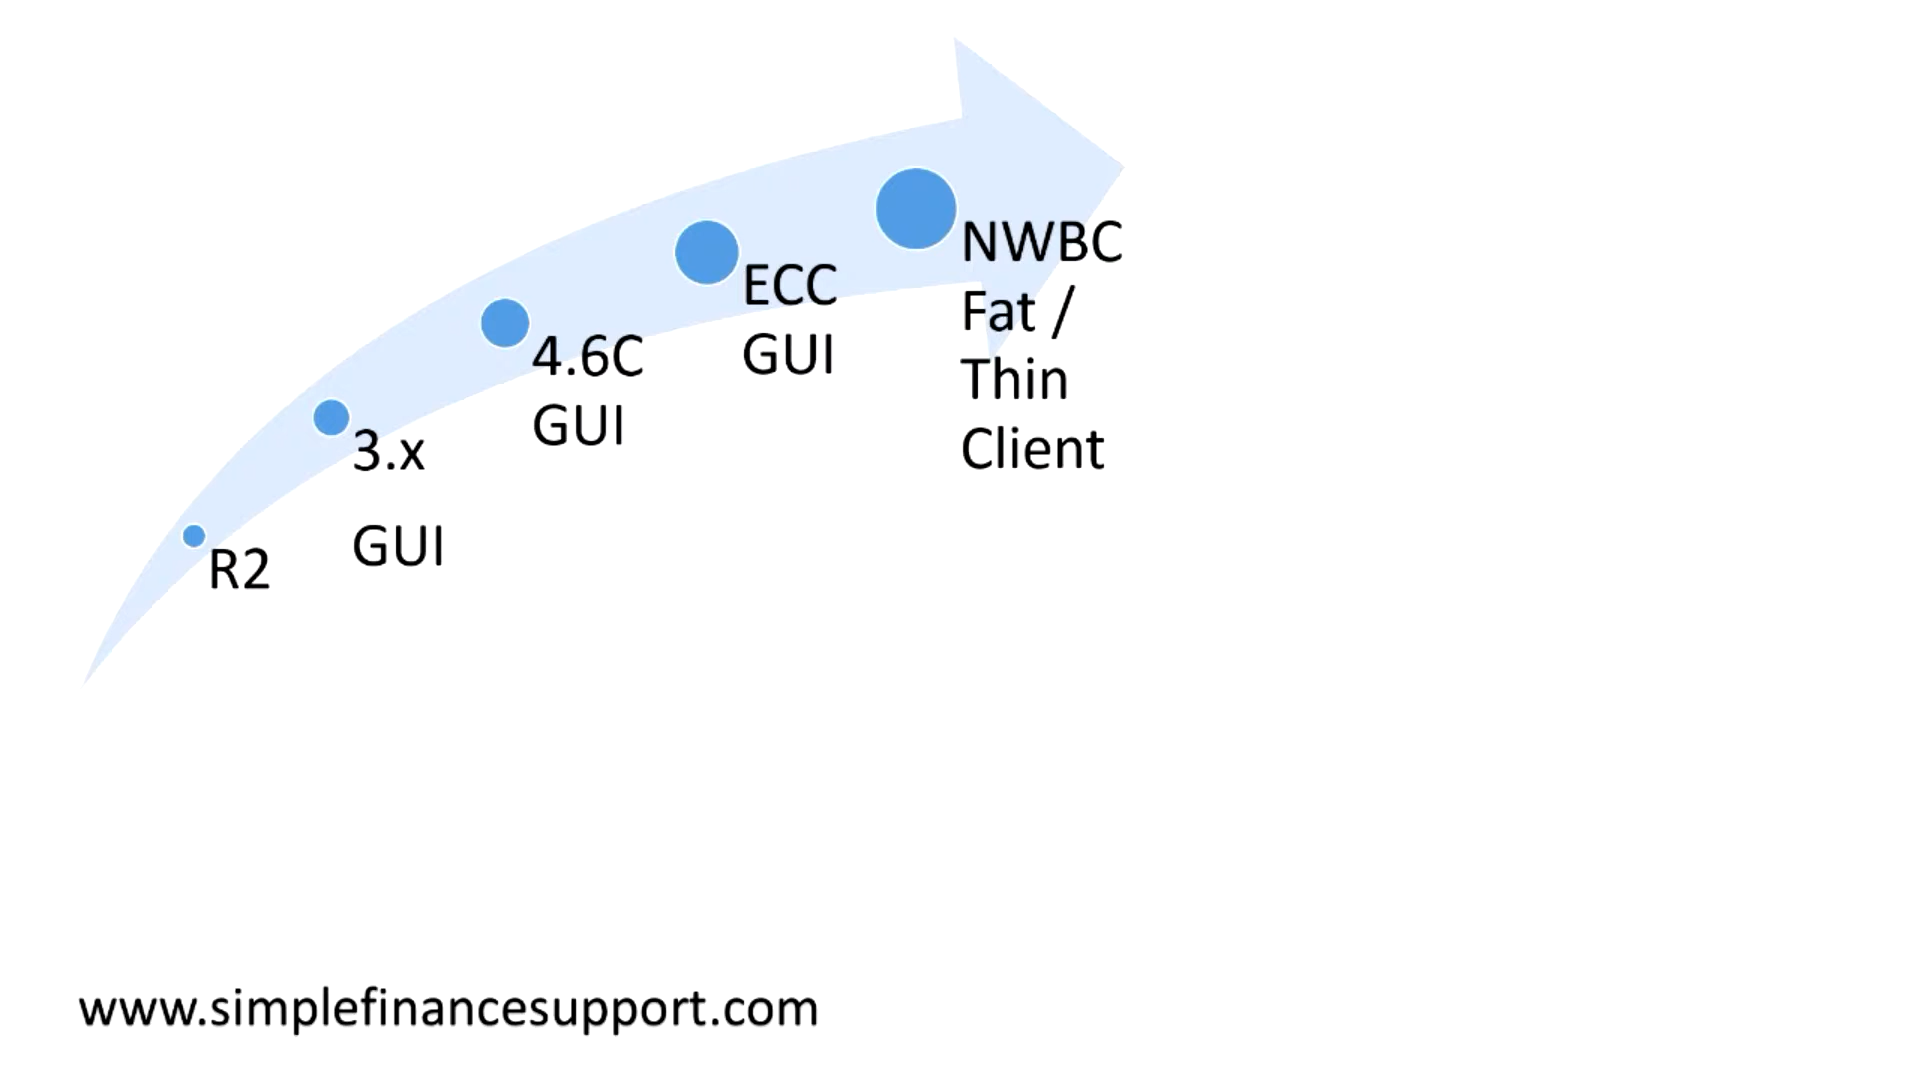 R2
3.x
GUI
4.6C
GUI
ECC
GUI
NWBC
Fat /
Thin
Client
www.simplefinancesupport.com